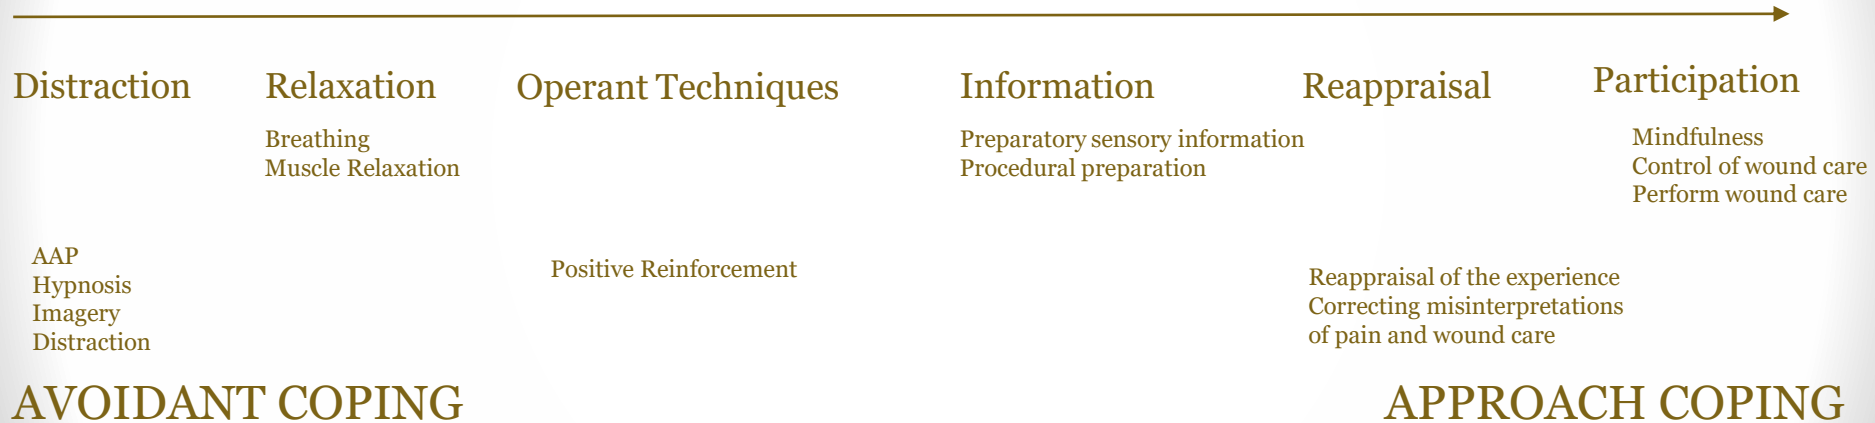 Distraction
Relaxation
Operant Techniques
Information
Reappraisal
Participation
Breathing
Muscle Relaxation
Preparatory sensory information
Procedural preparation
Mindfulness
Control of wound care
Perform wound care
AAP
Hypnosis
Imagery
Distraction
Positive Reinforcement
Reappraisal of the experience
Correcting misinterpretations
of pain and wound care
AVOIDANT COPING
APPROACH COPING